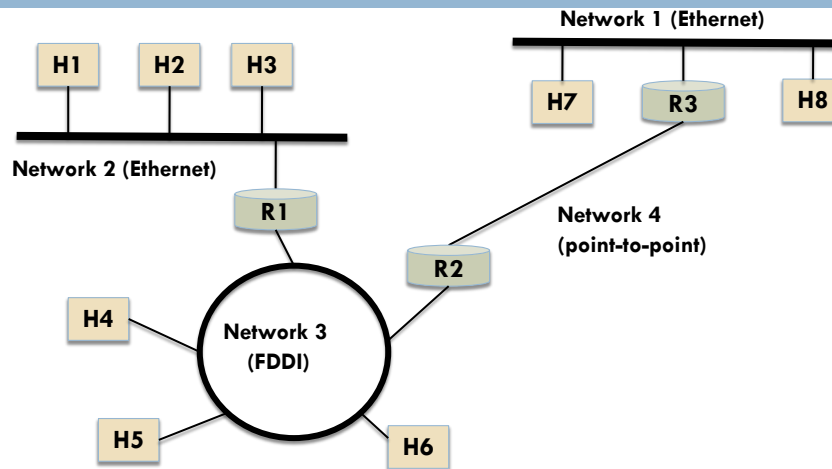 Network 1 (Ethernet)
H1
H2
H3
H7
R3
H8
Network 2 (Ethernet)
R1
Network 4
(point-to-point)
R2
H4
Network 3
(FDDI)
H5
H6